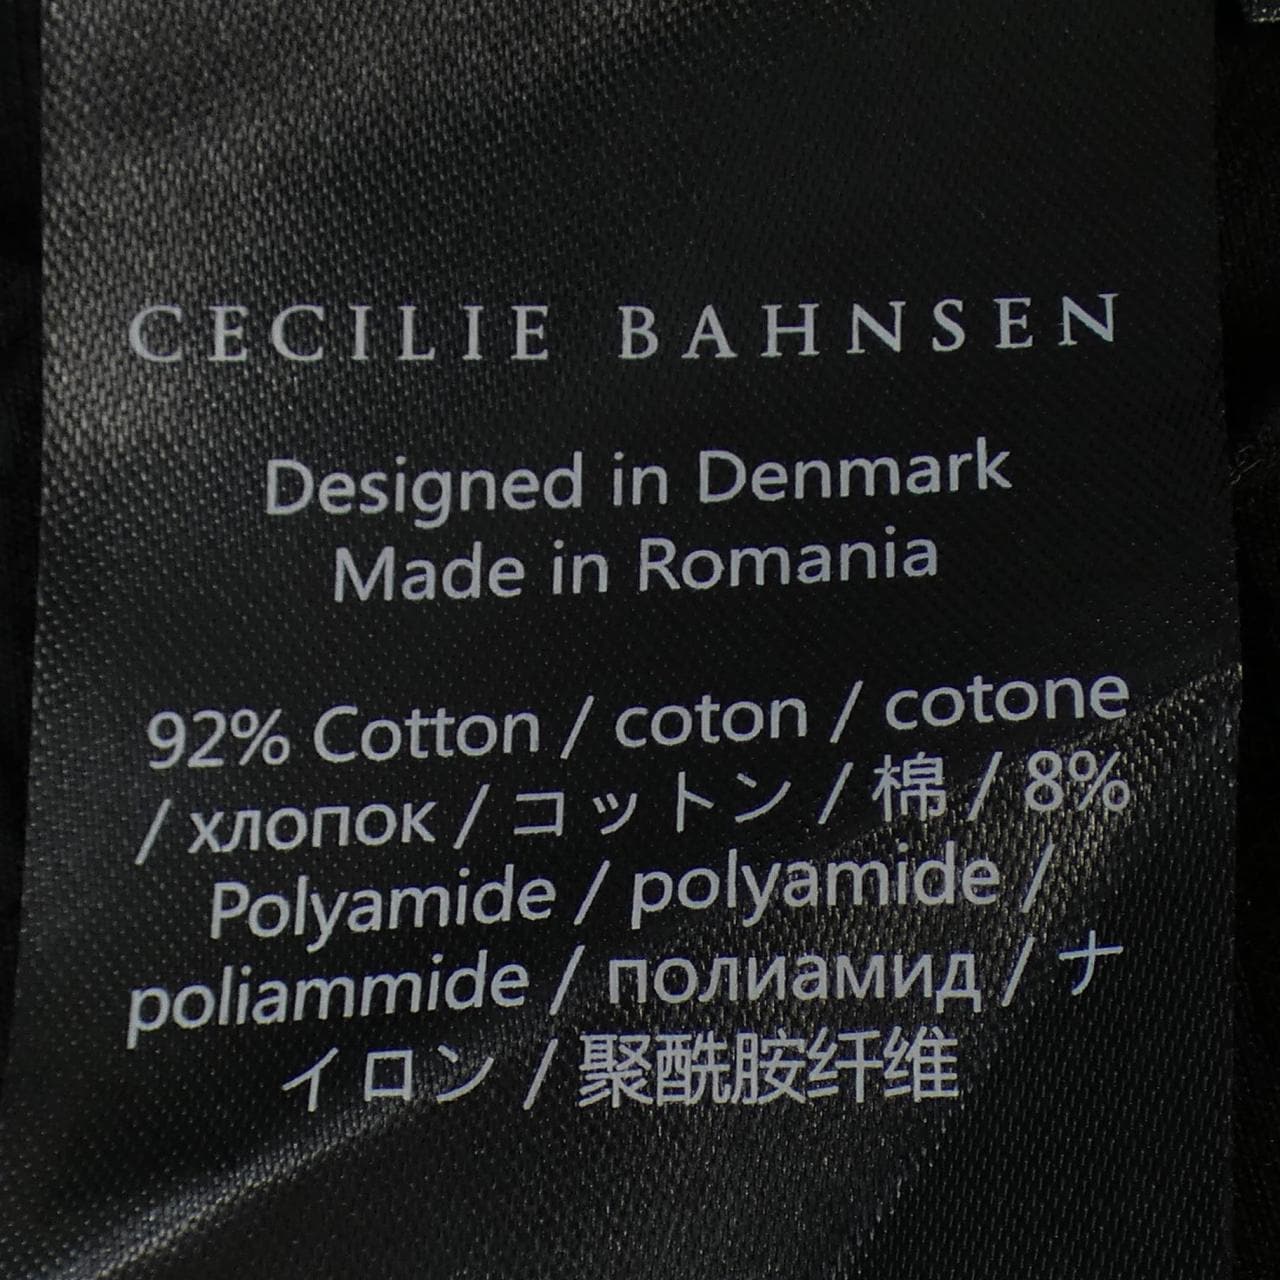 CECILIE BAHNSEN
Designed in Denmark
Made in Romania
92% Cotton / coton / cotone
/ хлопок / コットン / 棉 / 8%
Polyamide / polyamide /
poliammide / полиамид / ナ
イロン / 聚酰胺纤维